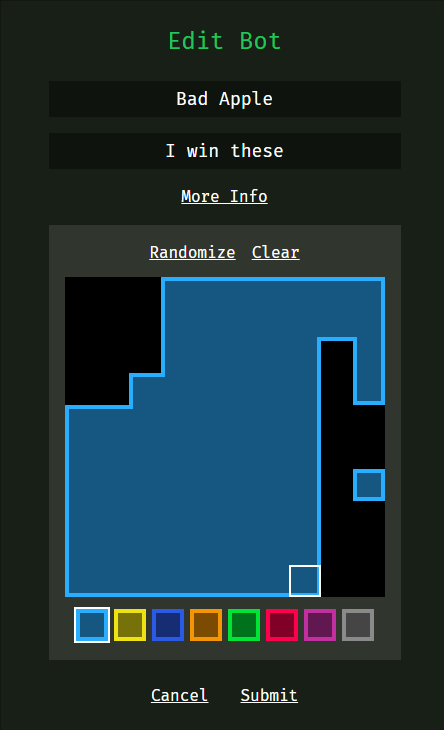 Edit Bot
Bad Apple
I win these
More Info
Randomize Clear
Cancel Submit